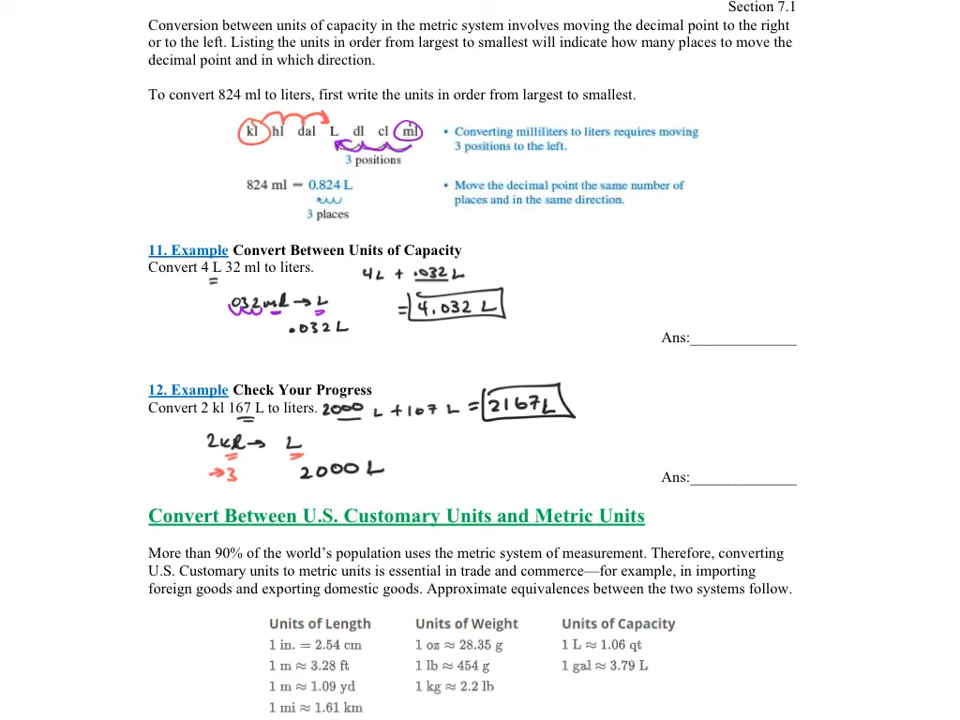 Section 7.1
Conversion between units of capacity in the metric system involves moving the decimal point to the right
or to the left. Listing the units in order from largest to smallest will indicate how many places to move the
decimal point and in which direction.
To convert 824 ml to liters, first write the units in order from largest to smallest.
kl hl dal L dl cl ml
3 positions
• Converting milliliters to liters requires moving
3 positions to the left.
824 ml = 0.824 L
3 places
• Move the decimal point the same number of
places and in the same direction.
11. Example Convert Between Units of Capacity
Convert 4 L 32 ml to liters.
4L + .032 L
032ml → L
= 4.032 L
.032L
Ans:____________
12. Example Check Your Progress
Convert 2 kl 167 L to liters. 2000 L + 167 L = 2167L
2kl → L
→3
2000 L
Ans:____________
Convert Between U.S. Customary Units and Metric Units
More than 90% of the world's population uses the metric system of measurement. Therefore, converting
U.S. Customary units to metric units is essential in trade and commerce—for example, in importing
foreign goods and exporting domestic goods. Approximate equivalences between the two systems follow.
Units of Length Units of Weight Units of Capacity
1 in. = 2.54 cm 1 oz ≈ 28.35 g 1 L ≈ 1.06 qt
1 m ≈ 3.28 ft 1 lb ≈ 454 g 1 gal ≈ 3.79 L
1 m ≈ 1.09 yd 1 kg ≈ 2.2 lb
1 mi ≈ 1.61 km